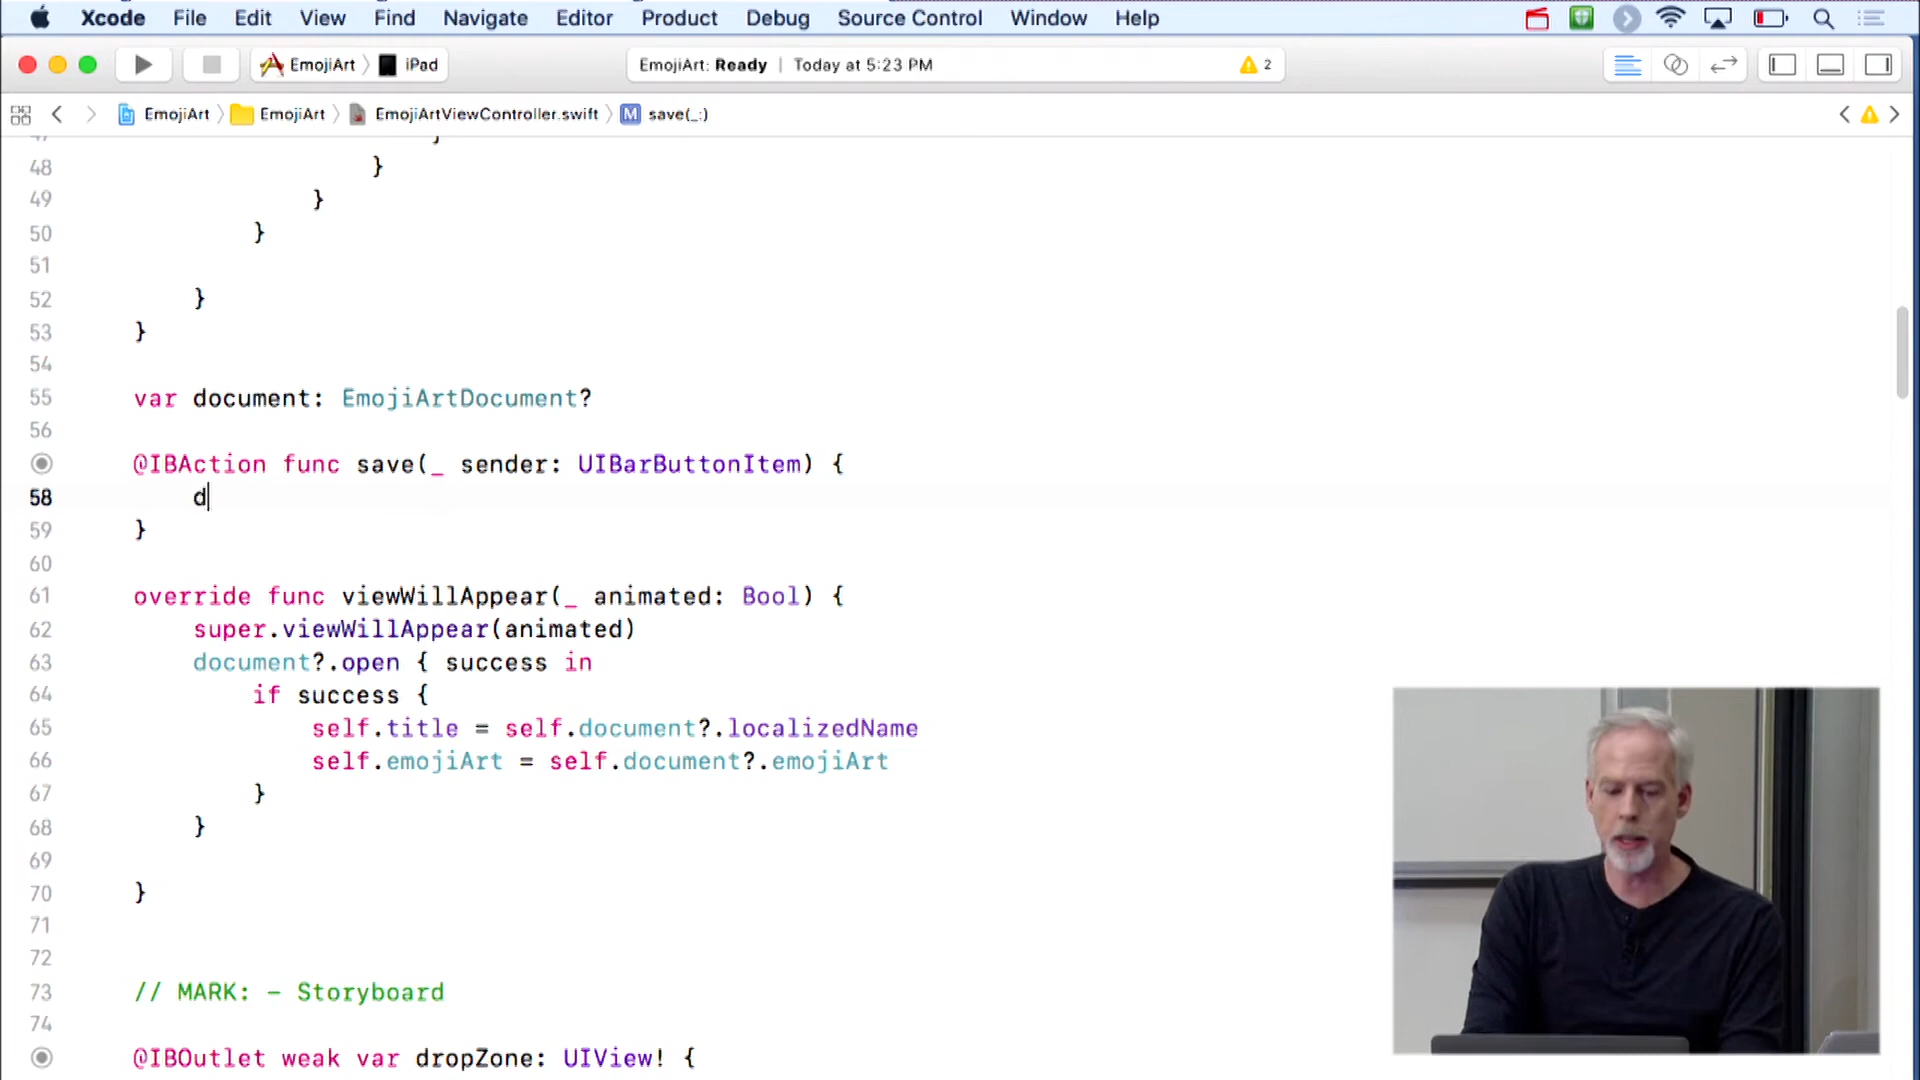 Xcode File Edit View Find Navigate Editor Product Debug Source Control Window Help
EmojiArt iPad EmojiArt: Ready | Today at 5:23 PM 2
EmojiArt EmojiArt EmojiArtViewController.swift M save(_:)
48 }
49 }
50 }
51
52 }
53 }
54
55 var document: EmojiArtDocument?
56
@IBAction func save(_ sender: UIBarButtonItem) {
58 d
59 }
60
61 override func viewWillAppear(_ animated: Bool) {
62 super.viewWillAppear(animated)
63 document?.open { success in
64 if success {
65 self.title = self.document?.localizedName
66 self.emojiArt = self.document?.emojiArt
67 }
68 }
69
70 }
71
72
73 // MARK: - Storyboard
74
@IBOutlet weak var dropZone: UIView! {